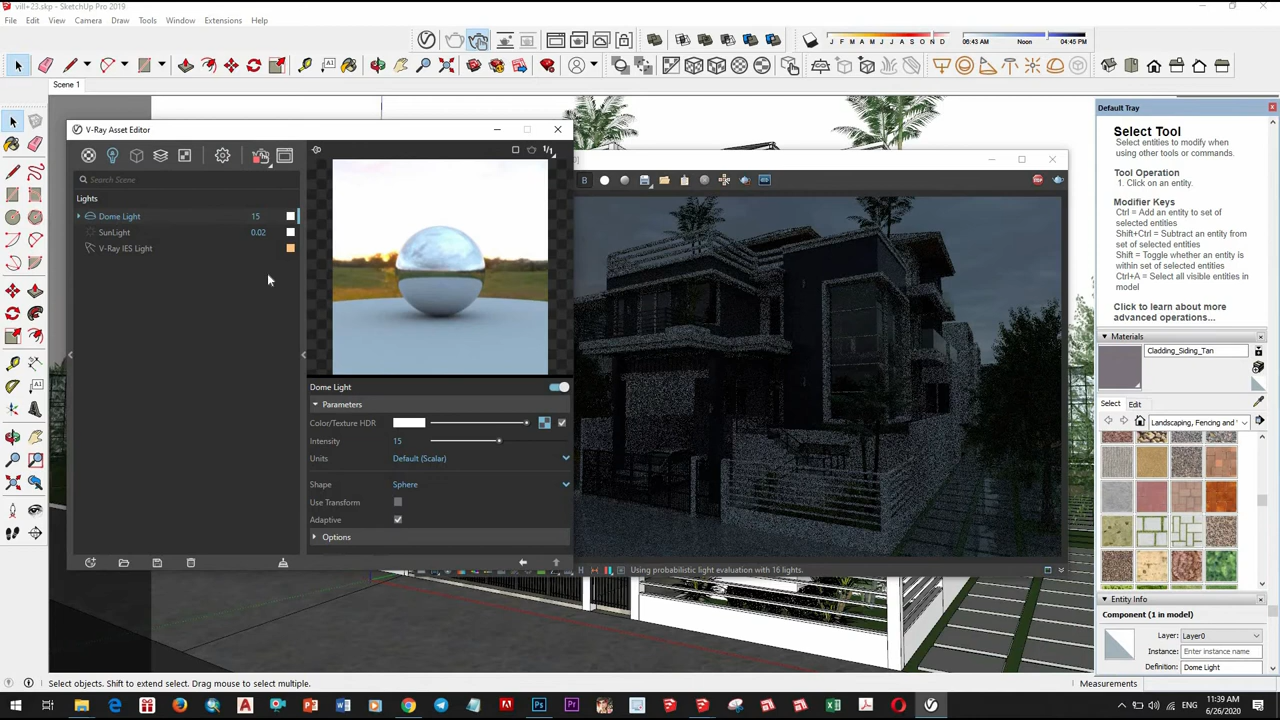 vill+23.skp - SketchUp Pro 2019
File Edit View Camera Draw Tools Window Extensions Help
J F M A M J J A S O N D
06:43 AM Noon 04:45 PM
Scene 1
V-Ray Asset Editor
Search Scene
Lights
Dome Light 15
SunLight 0.02
V-Ray IES Light
1/1
Dome Light
Parameters
Color/Texture HDR
Intensity 15
Units Default (Scalar)
Shape Sphere
Use Transform
Adaptive
Options
B
STOP
H
Using probabilistic light evaluation with 16 lights.
Default Tray
Select Tool
Select entities to modify when
using other tools or commands.
Tool Operation
1. Click on an entity.
Modifier Keys
Ctrl = Add an entity to set of
selected entities
Shift+Ctrl = Subtract an entity
from set of selected entities
Shift = Toggle whether an entity
is within set of selected entities
Ctrl+A = Select all visible entities in
model
Click to learn about more
advanced operations...
Materials
Cladding_Siding_Tan
Select Edit
Landscaping, Fencing and
Entity Info
Component (1 in model)
Layer: Layer0
Instance: Enter instance name
Definition: Dome Light
Select objects. Shift to extend select. Drag mouse to select multiple.
Measurements
ENG
11:39 AM
6/26/2020